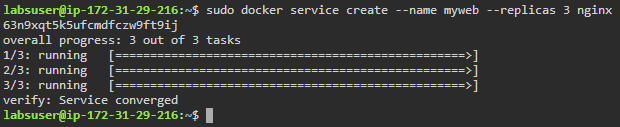 labsuser@ip-172-31-29-216:~$ sudo docker service create --name myweb --replicas 3 nginx
63n9xqt5k5ufcmdfczw9ft9ij
overall progress: 3 out of 3 tasks
1/3: running   [==================================================>]
2/3: running   [==================================================>]
3/3: running   [==================================================>]
verify: Service converged
labsuser@ip-172-31-29-216:~$